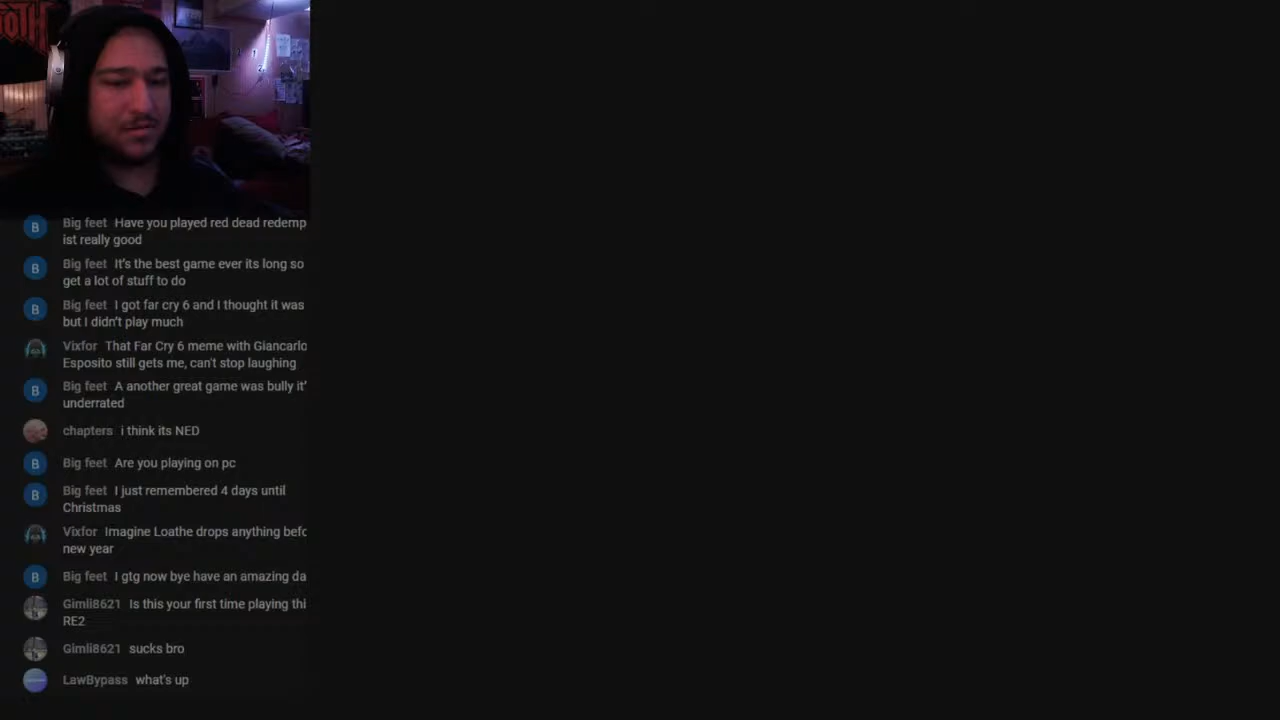 Big feet Have you played red dead redemp
ist really good
Big feet It's the best game ever its long so
get a lot of stuff to do
Big feet I got far cry 6 and I thought it was
but I didn't play much
Vixfor That Far Cry 6 meme with Giancarlo
Esposito still gets me, can't stop laughing
Big feet A another great game was bully it'
underrated
chapters i think its NED
Big feet Are you playing on pc
Big feet I just remembered 4 days until
Christmas
Vixfor Imagine Loathe drops anything befo
new year
Big feet I gtg now bye have an amazing da
Gimli8621 Is this your first time playing thi
RE2
Gimli8621 sucks bro
LawBypass what's up